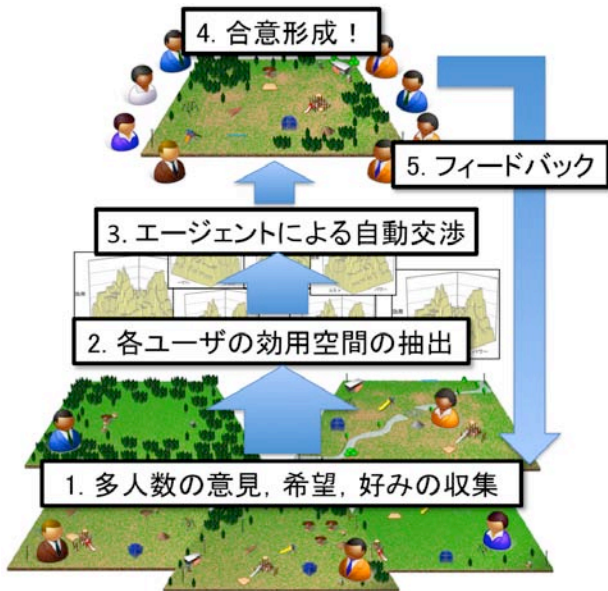 4. 合意形成！
5. フィードバック
3. エージェントによる自動交渉
2. 各ユーザの効用空間の抽出
1. 多人数の意見，希望，好みの収集